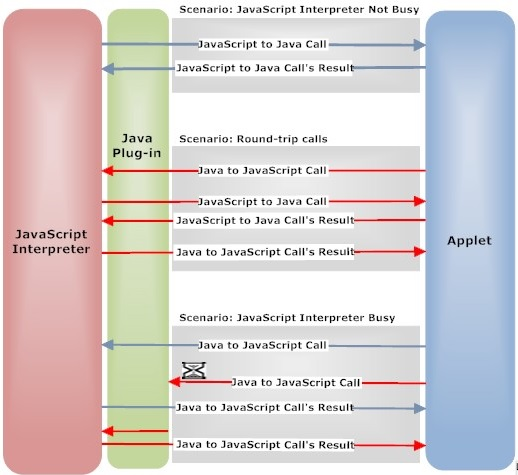 Scenario: JavaScript Interpreter Not Busy
JavaScript to Java Call
JavaScript to Java Call's Result
Java
Plug-in
Scenario: Round-trip calls
Java to JavaScript Call
JavaScript to Java Call
JavaScript to Java Call's Result
Java to JavaScript Call's Result
JavaScript
Interpreter
Applet
Scenario: JavaScript Interpreter Busy
Java to JavaScript Call
Java to JavaScript Call
Java to JavaScript Call's Result
Java to JavaScript Call's Result